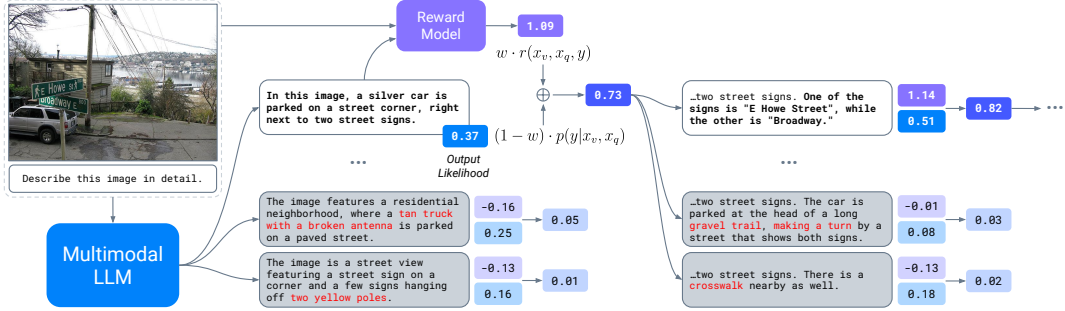 E Howe St
Broadway E
Describe this image in detail.
Multimodal
LLM
Reward
Model
1.09
w · r(x_v, x_q, y)
⊕
0.73
(1 − w) · p(y|x_v, x_q)
In this image, a silver car is
parked on a street corner, right
next to two street signs.
0.37
Output
Likelihood
...
The image features a residential
neighborhood, where a tan truck
with a broken antenna is parked
on a paved street.
-0.16
0.25
0.05
The image is a street view
featuring a street sign on a
corner and a few signs hanging
off two yellow poles.
-0.13
0.16
0.01
…two street signs. One of the
signs is "E Howe Street", while
the other is "Broadway."
1.14
0.51
0.82
...
...
…two street signs. The car is
parked at the head of a long
gravel trail, making a turn by a
street that shows both signs.
-0.01
0.08
0.03
…two street signs. There is a
crosswalk nearby as well.
-0.13
0.18
0.02